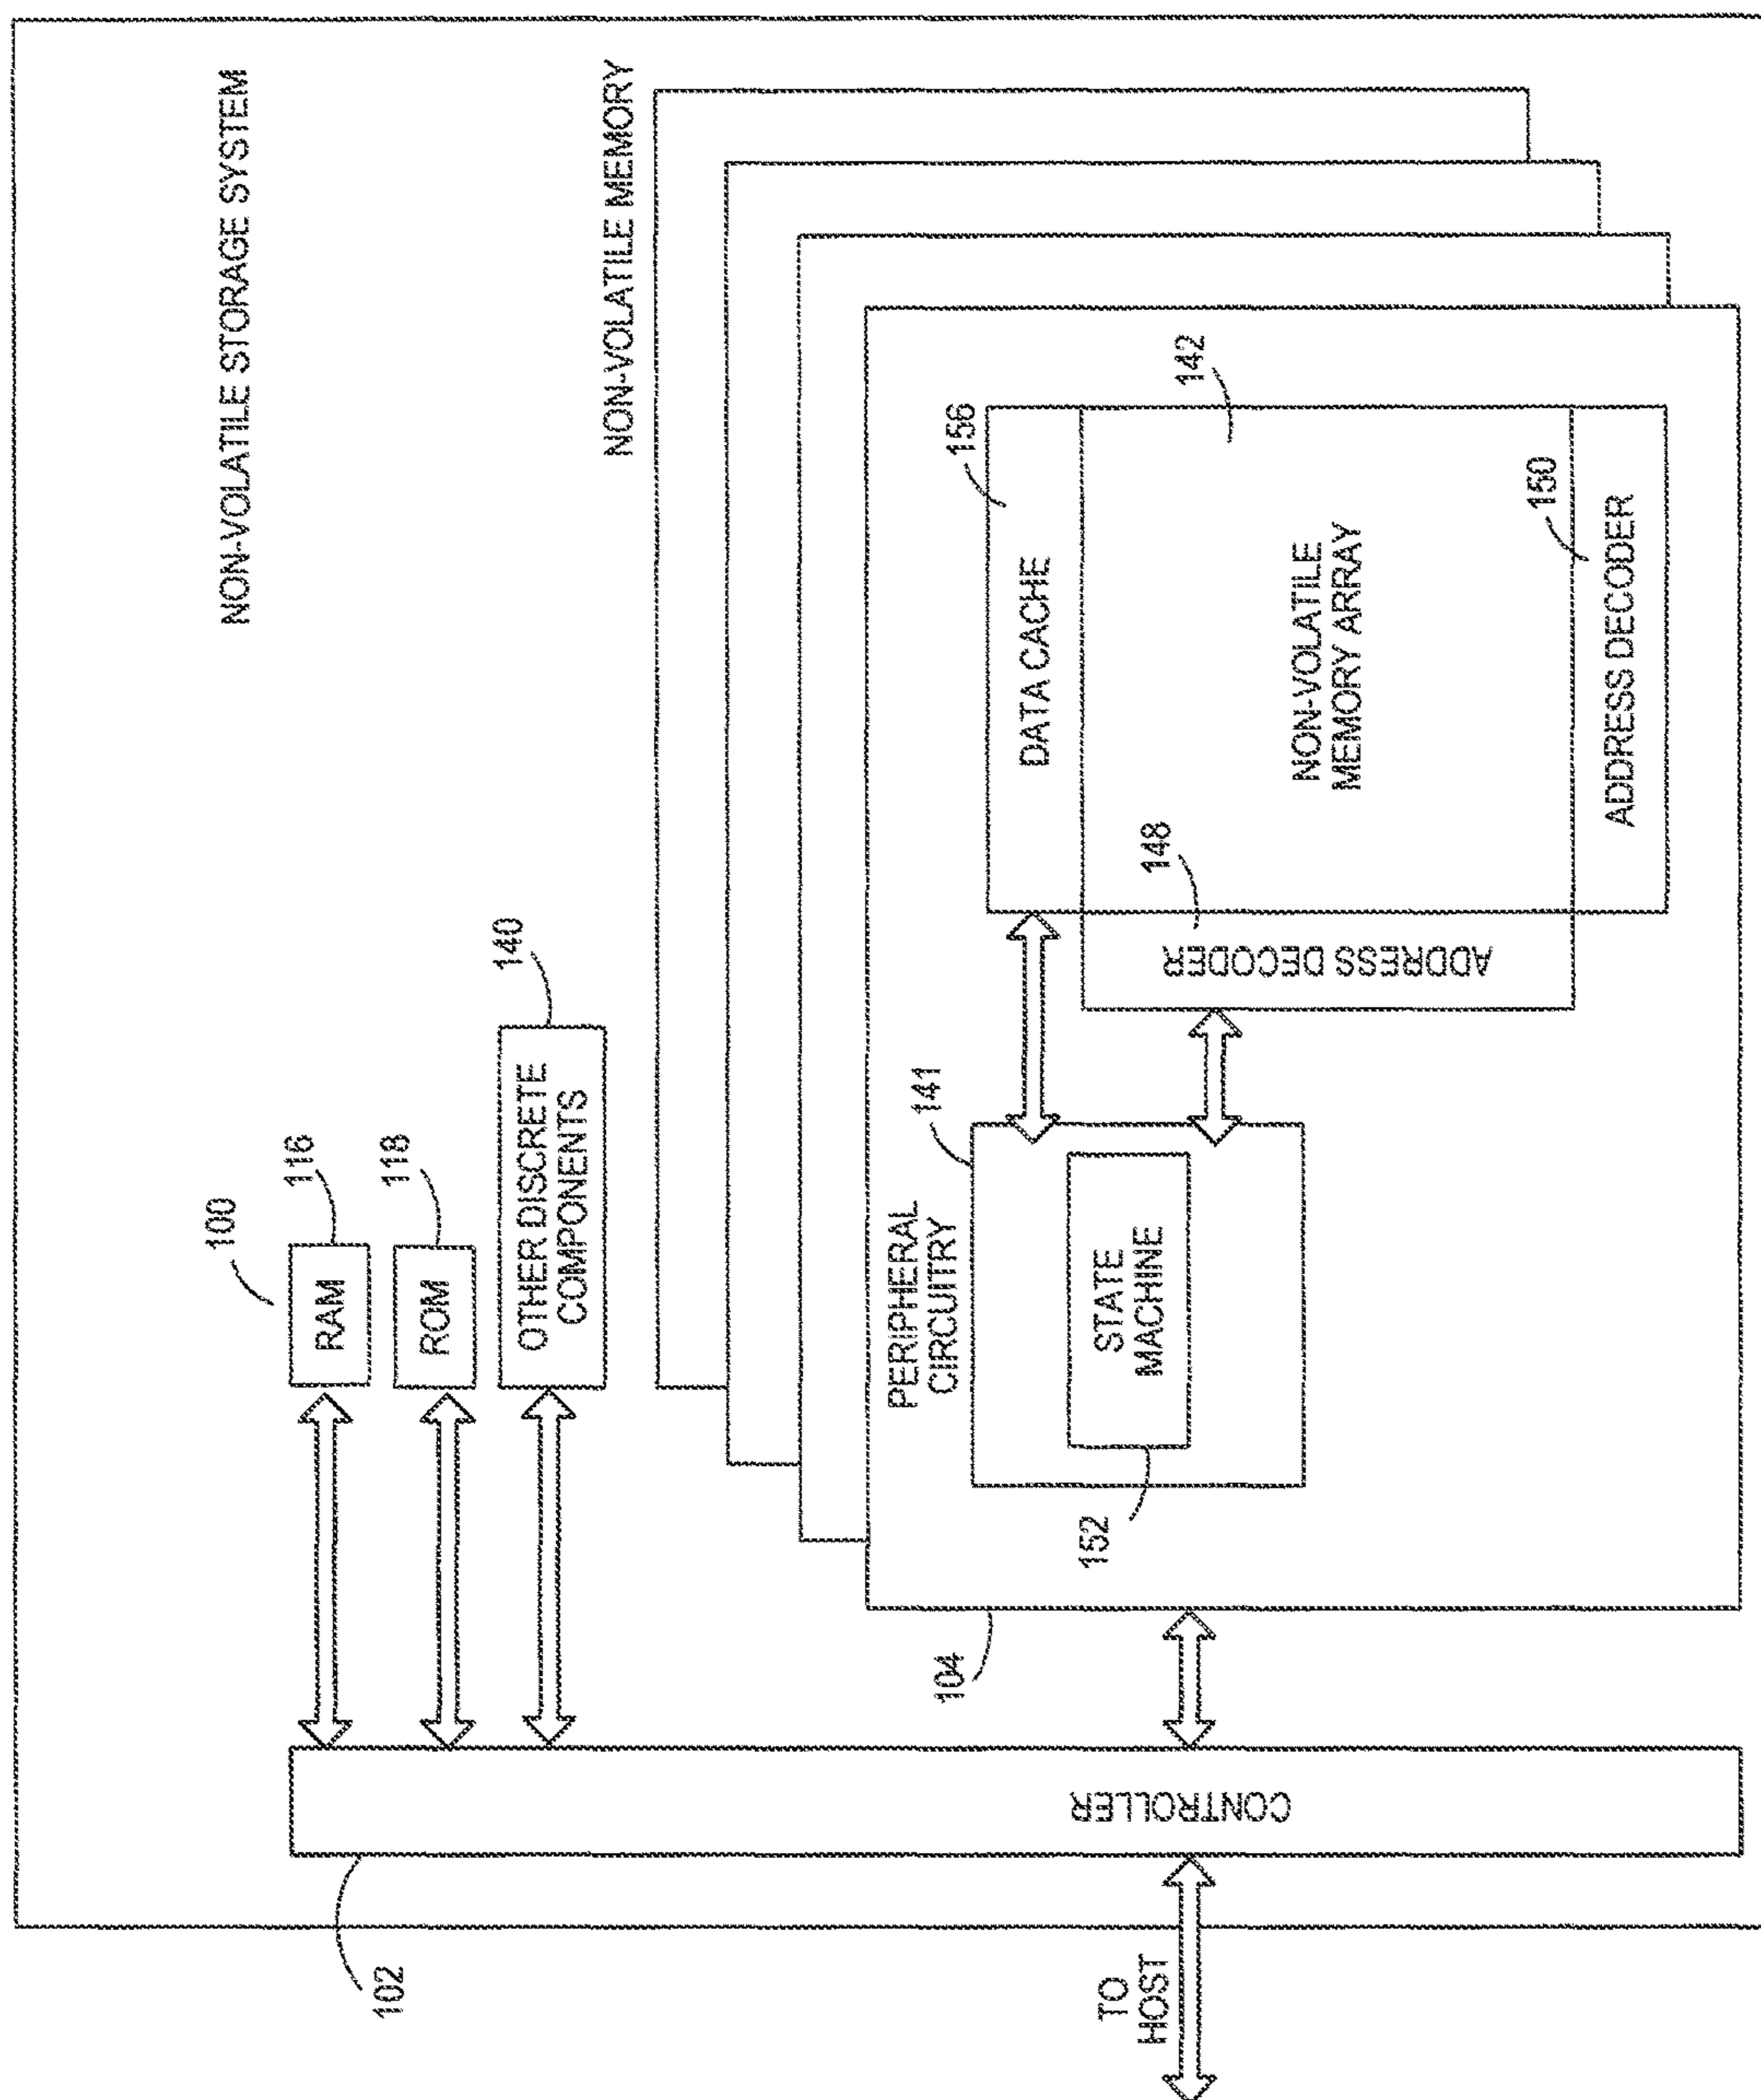 NON-VOLATILE STORAGE SYSTEM
100
116
RAM
118
ROM
140
OTHER DISCRETE
COMPONENTS
NON-VOLATILE MEMORY
102
CONTROLLER
TO
HOST
104
PERIPHERAL
CIRCUITRY
141
STATE
MACHINE
152
DATA CACHE
156
ADDRESS DECODER
148
NON-VOLATILE
MEMORY ARRAY
142
ADDRESS DECODER
150